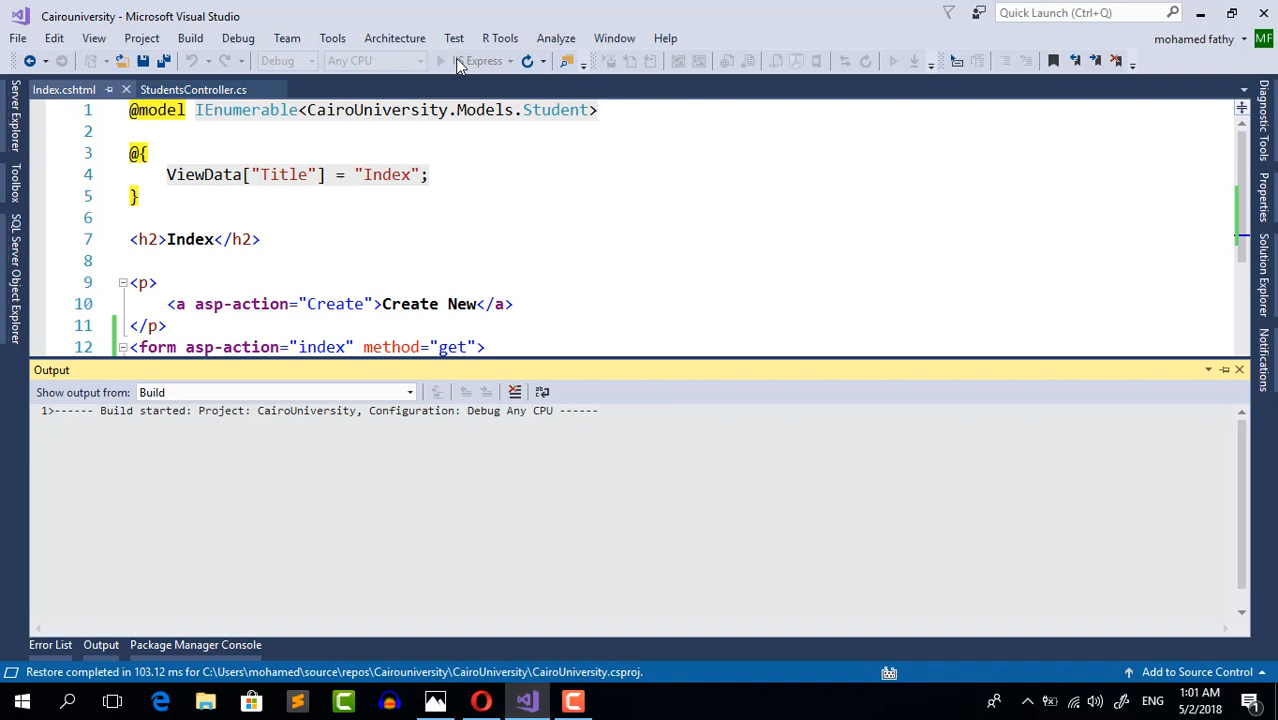 Cairouniversity - Microsoft Visual Studio
Quick Launch (Ctrl+Q)
File Edit View Project Build Debug Team Tools Architecture Test R Tools Analyze Window Help
mohamed fathy MF
Debug Any CPU Express
Index.cshtml StudentsController.cs
1 @model IEnumerable<CairoUniversity.Models.Student>
2
3 @{
4 ViewData["Title"] = "Index";
5 }
6
7 <h2>Index</h2>
8
9 <p>
10 <a asp-action="Create">Create New</a>
11 </p>
12 <form asp-action="index" method="get">
Server Explorer
Toolbox
SQL Server Object Explorer
Diagnostic Tools
Properties
Solution Explorer
Notifications
Output
Show output from: Build
1>------ Build started: Project: CairoUniversity, Configuration: Debug Any CPU ------
Error List Output Package Manager Console
Restore completed in 103.12 ms for C:\Users\mohamed\source\repos\Cairouniversity\CairoUniversity\CairoUniversity.csproj.
Add to Source Control
ENG
1:01 AM
5/2/2018